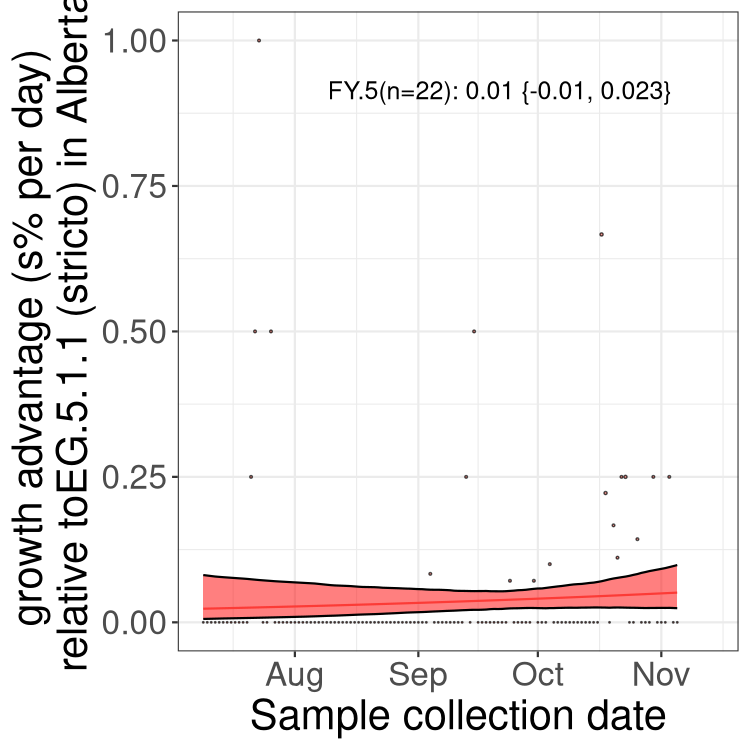 growth advantage (s% per day)
relative toEG.5.1.1 (stricto) in Alberta
1.00
0.75
0.50
0.25
0.00
FY.5(n=22): 0.01 {-0.01, 0.023}
Aug Sep Oct Nov
Sample collection date